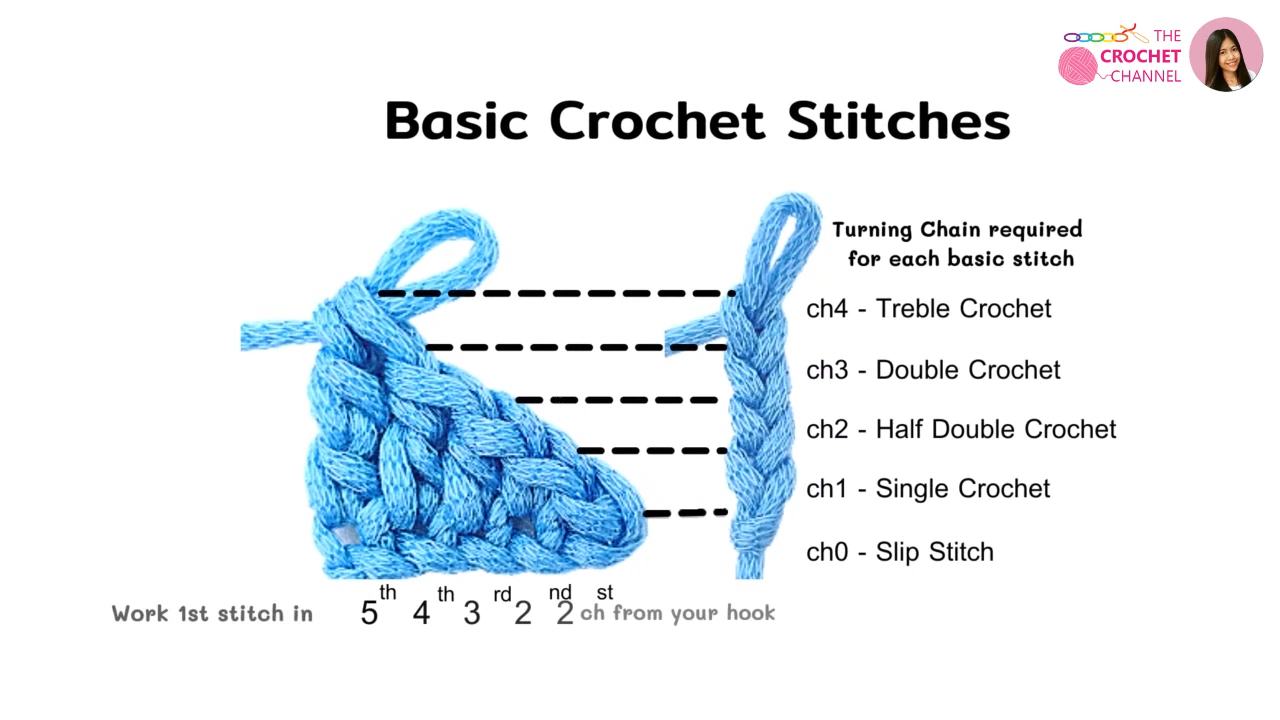 THE
CROCHET
CHANNEL
Basic Crochet Stitches
Turning Chain required
for each basic stitch
ch4 - Treble Crochet
ch3 - Double Crochet
ch2 - Half Double Crochet
ch1 - Single Crochet
ch0 - Slip Stitch
Work 1st stitch in 5th 4th 3rd 2nd 2st ch from your hook